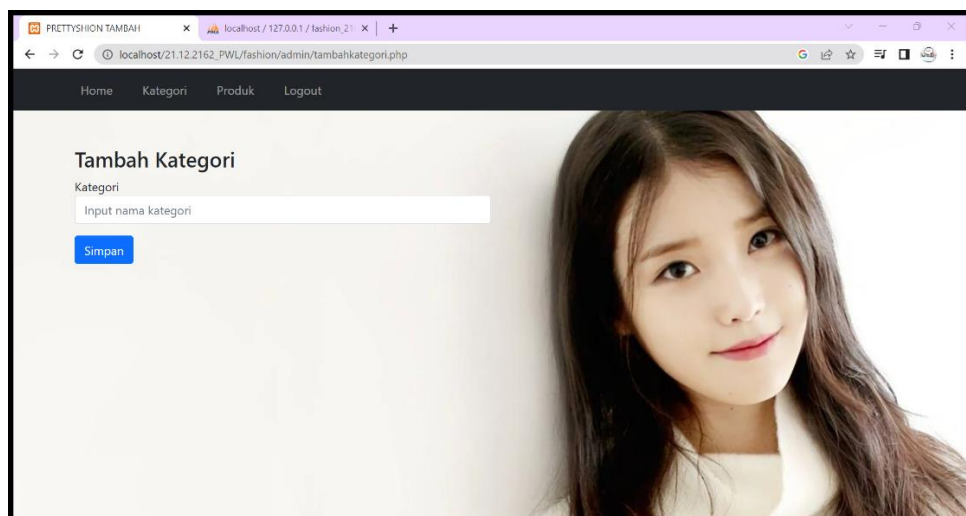 PRETTYSHION TAMBAH
localhost / 127.0.0.1 / fashion_21
localhost/21.12.2162_PWL/fashion/admin/tambahkategori.php
Home Kategori Produk Logout
Tambah Kategori
Kategori
Input nama kategori
Simpan